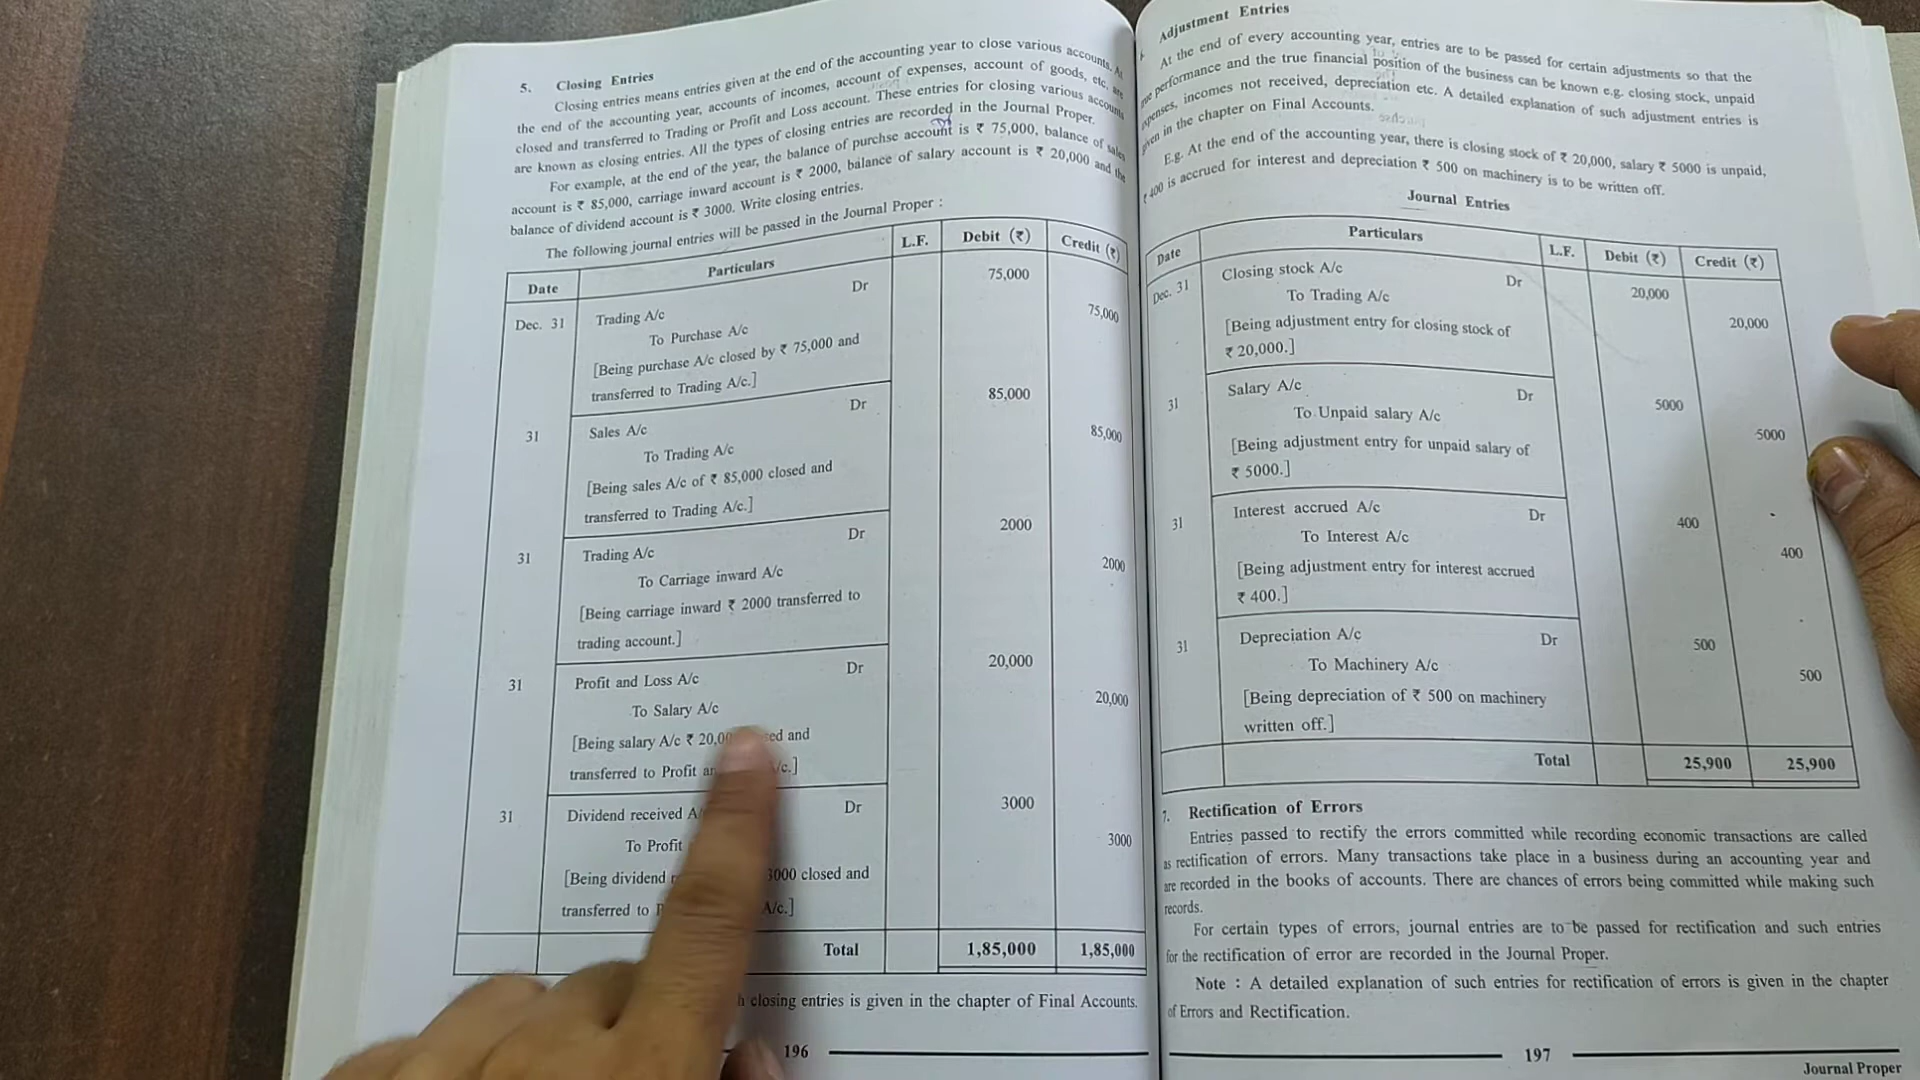 5. Closing Entries
Closing entries means entries given at the end of the accounting year to close various accounts. At
the end of the accounting year, accounts of incomes, account of expenses, account of goods, etc. are
closed and transferred to Trading or Profit and Loss account. These entries for closing various accounts
are known as closing entries. All the types of closing entries are recorded in the Journal Proper.
For example, at the end of the year, the balance of purchse account is ₹ 75,000, balance of sales
account is ₹ 85,000, carriage inward account is ₹ 2000, balance of salary account is ₹ 20,000 and the
balance of dividend account is ₹ 3000. Write closing entries.
The following journal entries will be passed in the Journal Proper :
Date Particulars L.F. Debit (₹) Credit (₹)
Dec. 31 Trading A/c Dr 75,000
To Purchase A/c 75,000
[Being purchase A/c closed by ₹ 75,000 and
transferred to Trading A/c.]
31 Sales A/c Dr 85,000
To Trading A/c 85,000
[Being sales A/c of ₹ 85,000 closed and
transferred to Trading A/c.]
31 Trading A/c Dr 2000
To Carriage inward A/c 2000
[Being carriage inward ₹ 2000 transferred to
trading account.]
31 Profit and Loss A/c Dr 20,000
To Salary A/c 20,000
[Being salary A/c ₹ 20,00 and
transferred to Profit A/c.]
31 Dividend received Dr 3000
To Profit 3000
[Being dividend 3000 closed and
transferred to A/c.]
Total 1,85,000 1,85,000
closing entries is given in the chapter of Final Accounts.
196
Adjustment Entries
At the end of every accounting year, entries are to be passed for certain adjustments so that the
performance and the true financial position of the business can be known e.g. closing stock, unpaid
expenses, incomes not received, depreciation etc. A detailed explanation of such adjustment entries is
given in the chapter on Final Accounts.
E.g. At the end of the accounting year, there is closing stock of ₹ 20,000, salary ₹ 5000 is unpaid,
₹ 400 is accrued for interest and depreciation ₹ 500 on machinery is to be written off.
Journal Entries
Date Particulars L.F. Debit (₹) Credit (₹)
Dec. 31 Closing stock A/c Dr 20,000
To Trading A/c 20,000
[Being adjustment entry for closing stock of
₹ 20,000.]
31 Salary A/c Dr 5000
To Unpaid salary A/c 5000
[Being adjustment entry for unpaid salary of
₹ 5000.]
31 Interest accrued A/c Dr 400
To Interest A/c 400
[Being adjustment entry for interest accrued
₹ 400.]
31 Depreciation A/c Dr 500
To Machinery A/c 500
[Being depreciation of ₹ 500 on machinery
written off.]
Total 25,900 25,900
7. Rectification of Errors
Entries passed to rectify the errors committed while recording economic transactions are called
as rectification of errors. Many transactions take place in a business during an accounting year and
are recorded in the books of accounts. There are chances of errors being committed while making such
records.
For certain types of errors, journal entries are to be passed for rectification and such entries
for the rectification of error are recorded in the Journal Proper.
Note : A detailed explanation of such entries for rectification of errors is given in the chapter
of Errors and Rectification.
197
Journal Proper